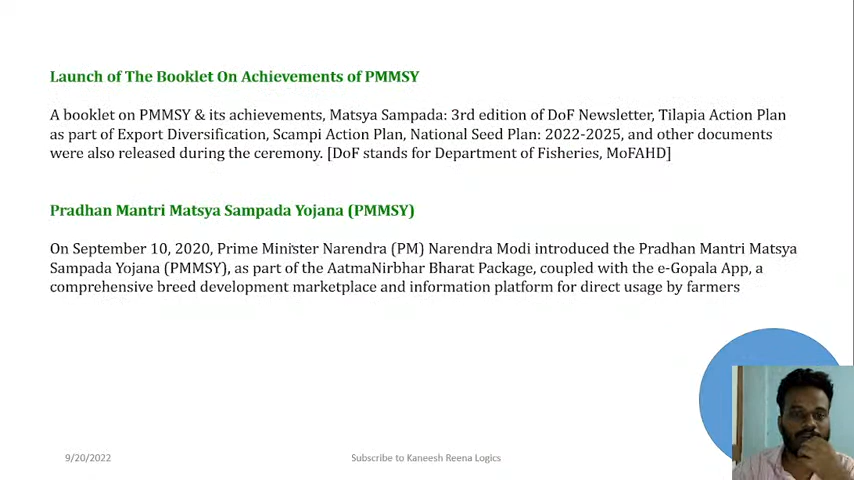 Launch of The Booklet On Achievements of PMMSY
A booklet on PMMSY & its achievements, Matsya Sampada: 3rd edition of DoF Newsletter, Tilapia Action Plan
as part of Export Diversification, Scampi Action Plan, National Seed Plan: 2022-2025, and other documents
were also released during the ceremony. [DoF stands for Department of Fisheries, MoFAHD]
Pradhan Mantri Matsya Sampada Yojana (PMMSY)
On September 10, 2020, Prime Minister Narendra (PM) Narendra Modi introduced the Pradhan Mantri Matsya
Sampada Yojana (PMMSY), as part of the AatmaNirbhar Bharat Package, coupled with the e-Gopala App, a
comprehensive breed development marketplace and information platform for direct usage by farmers
9/20/2022
Subscribe to Kaneesh Reena Logics